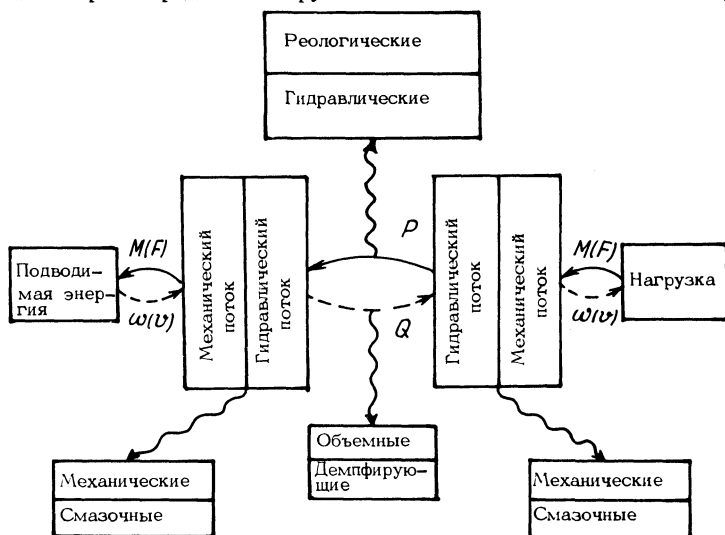 Реологические
Гидравлические
P
M(F)
M(F)
Подводи-
мая энер-
гия
ω(υ)
Механический
поток
Гидравлический
поток
Q
Гидравлический
поток
Механический
поток
Нагрузка
ω(υ)
Объемные
Демпфирую-
щие
Механические
Смазочные
Механические
Смазочные